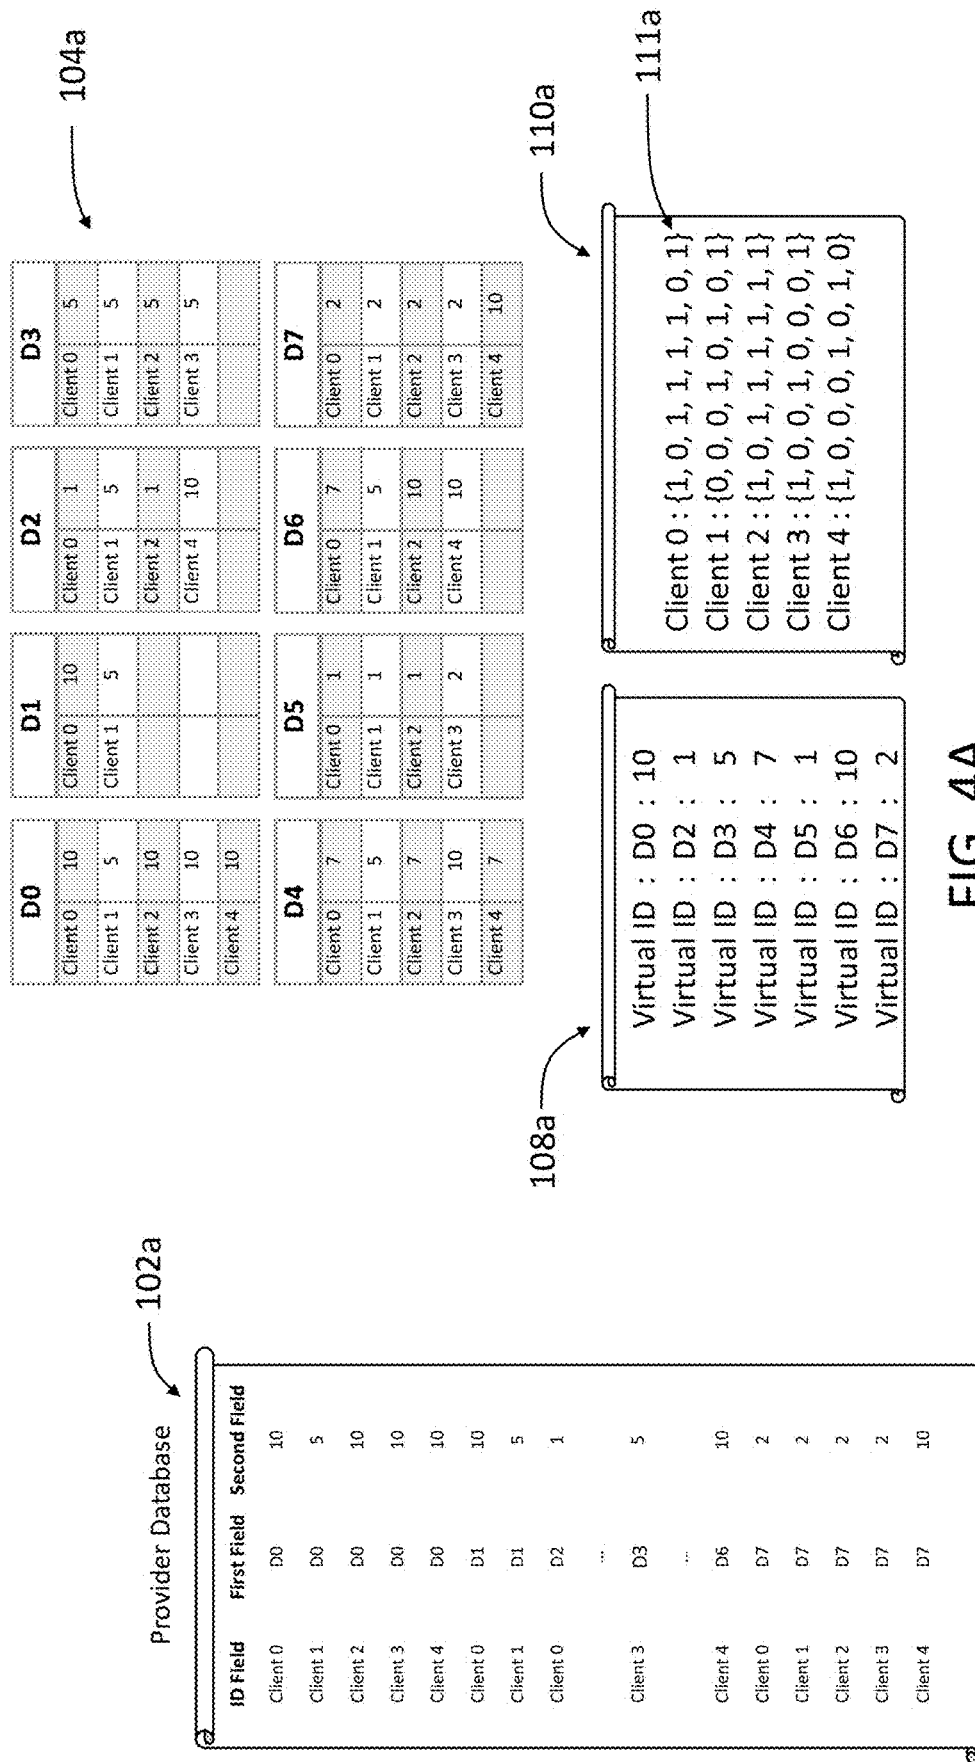 Provider Database
102a
ID Field First Field Second Field
Client 0 D0 10
Client 1 D0 5
Client 2 D0 10
Client 3 D0 10
Client 4 D0 10
Client 0 D1 10
Client 1 D1 5
Client 0 D2 1
...
Client 3 D3 5
...
Client 4 D6 10
Client 0 D7 2
Client 1 D7 2
Client 2 D7 2
Client 3 D7 2
Client 4 D7 10
104a
D0
Client 0 10
Client 1 5
Client 2 10
Client 3 10
Client 4 10
D1
Client 0 10
Client 1 5
D2
Client 0 1
Client 1 5
Client 2 1
Client 4 10
D3
Client 0 5
Client 1 5
Client 2 5
Client 3 5
D4
Client 0 7
Client 1 5
Client 2 7
Client 3 10
Client 4 7
D5
Client 0 1
Client 1 1
Client 2 1
Client 3 2
D6
Client 0 7
Client 1 5
Client 2 10
Client 4 10
D7
Client 0 2
Client 1 2
Client 2 2
Client 3 2
Client 4 10
108a
Virtual ID : D0 : 10
Virtual ID : D2 : 1
Virtual ID : D3 : 5
Virtual ID : D4 : 7
Virtual ID : D5 : 1
Virtual ID : D6 : 10
Virtual ID : D7 : 2
110a
111a
Client 0 : {1, 0, 1, 1, 1, 1, 0, 1}
Client 1 : {0, 0, 0, 1, 0, 1, 0, 1}
Client 2 : {1, 0, 1, 1, 1, 1, 1, 1}
Client 3 : {1, 0, 0, 1, 0, 0, 0, 1}
Client 4 : {1, 0, 0, 0, 1, 0, 1, 0}
FIG. 4A